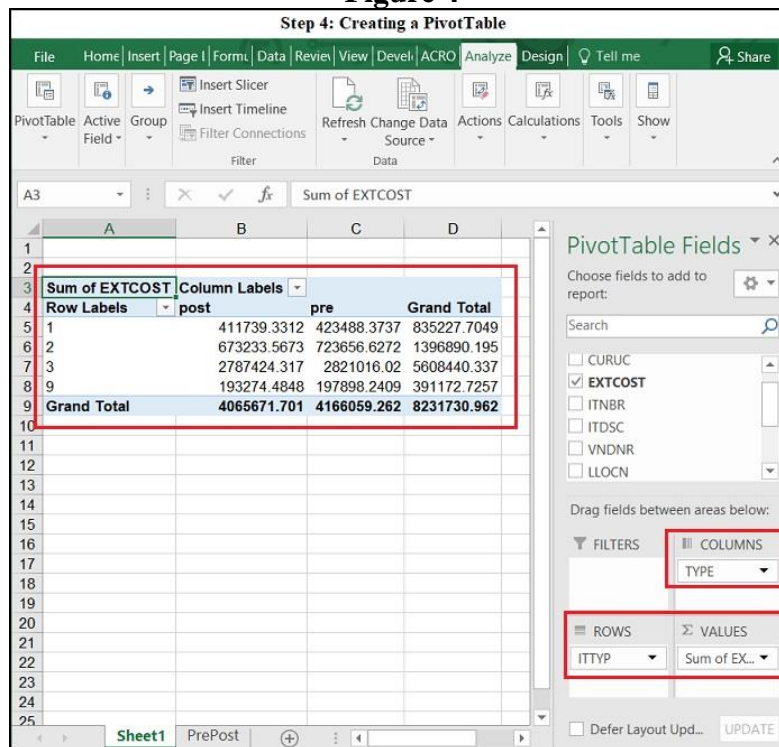 Step 4: Creating a PivotTable
File Home Insert Page l Formu Data Reviev View Devel ACRO Analyze Design Tell me Share
PivotTable Active Field Group
Insert Slicer
Insert Timeline
Filter Connections
Filter
Refresh Change Data Source
Data
Actions Calculations Tools Show
A3 fx Sum of EXTCOST
A B C D
1
2
3 Sum of EXTCOST Column Labels
4 Row Labels post pre Grand Total
5 1 411739.3312 423488.3737 835227.7049
6 2 673233.5673 723656.6272 1396890.195
7 3 2787424.317 2821016.02 5608440.337
8 9 193274.4848 197898.2409 391172.7257
9 Grand Total 4065671.701 4166059.262 8231730.962
10
11
12
13
14
15
16
17
18
19
20
21
22
23
24
25
Sheet1 PrePost
PivotTable Fields
Choose fields to add to
report:
Search
CURUC
EXTCOST
ITNBR
ITDSC
VNDNR
LLOCN
Drag fields between areas below:
FILTERS COLUMNS
TYPE
ROWS Σ VALUES
ITTYP Sum of EX...
Defer Layout Upd... UPDATE